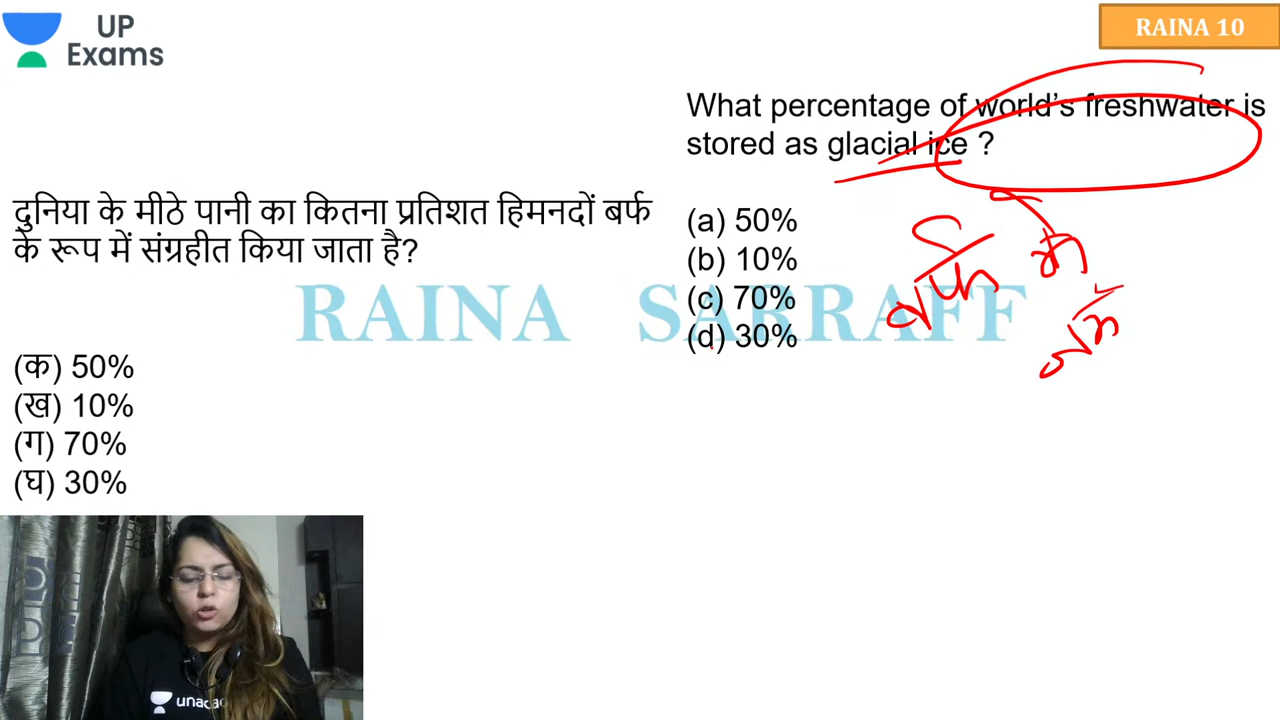 UP
Exams
RAINA 10
What percentage of world's freshwater is
stored as glacial ice ?
(a) 50%
(b) 10%
(c) 70%
(d) 30%
दुनिया के मीठे पानी का कितना प्रतिशत हिमनदों बर्फ
के रूप में संग्रहीत किया जाता है?
(क) 50%
(ख) 10%
(ग) 70%
(घ) 30%
RAINA SARRAFF